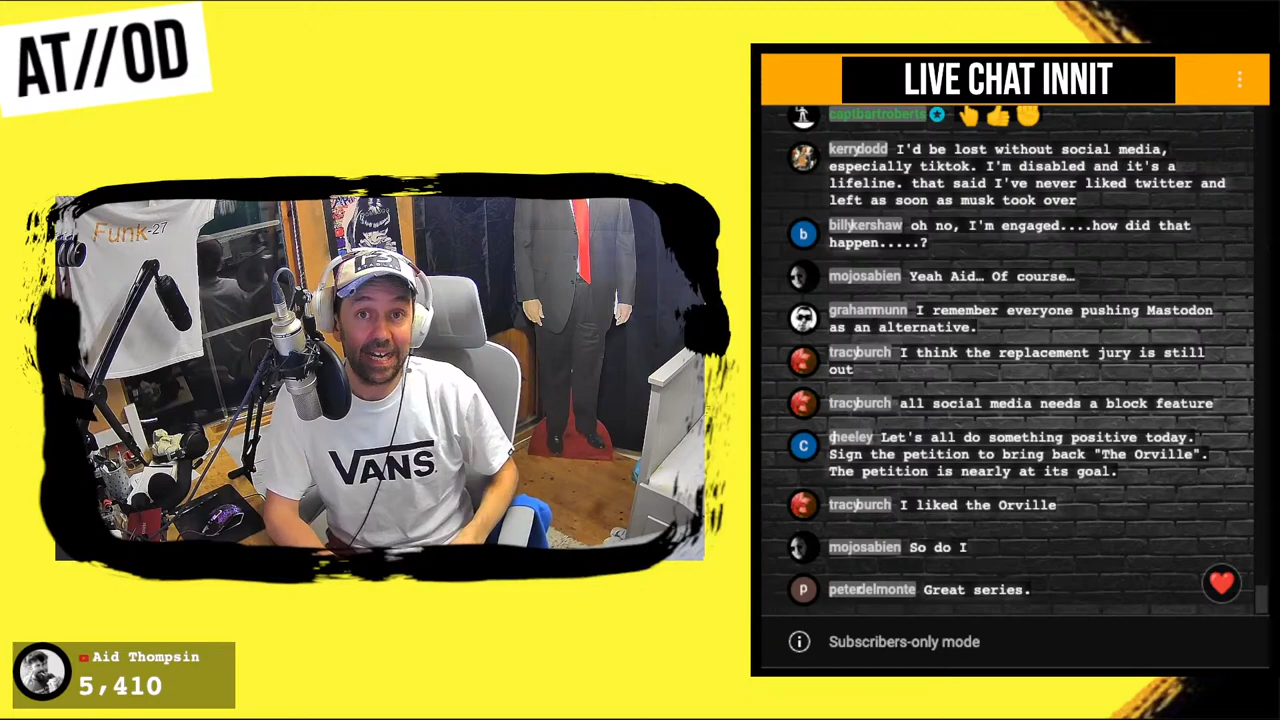 AT//OD
LIVE CHAT INNIT
captbartroberts
kerrydodd I'd be lost without social media,
especially tiktok. I'm disabled and it's a
lifeline. that said I've never liked twitter and
left as soon as musk took over
b billykershaw oh no, I'm engaged....how did that
happen.....?
mojosabien Yeah Aid… Of course…
grahammunn I remember everyone pushing Mastodon
as an alternative.
tracyburch I think the replacement jury is still
out
tracyburch all social media needs a block feature
C cheeley Let's all do something positive today.
Sign the petition to bring back "The Orville".
The petition is nearly at its goal.
tracyburch I liked the Orville
mojosabien So do I
P peterdelmonte Great series.
Subscribers-only mode
Funk-27
VANS
Aid Thompsin
5,410